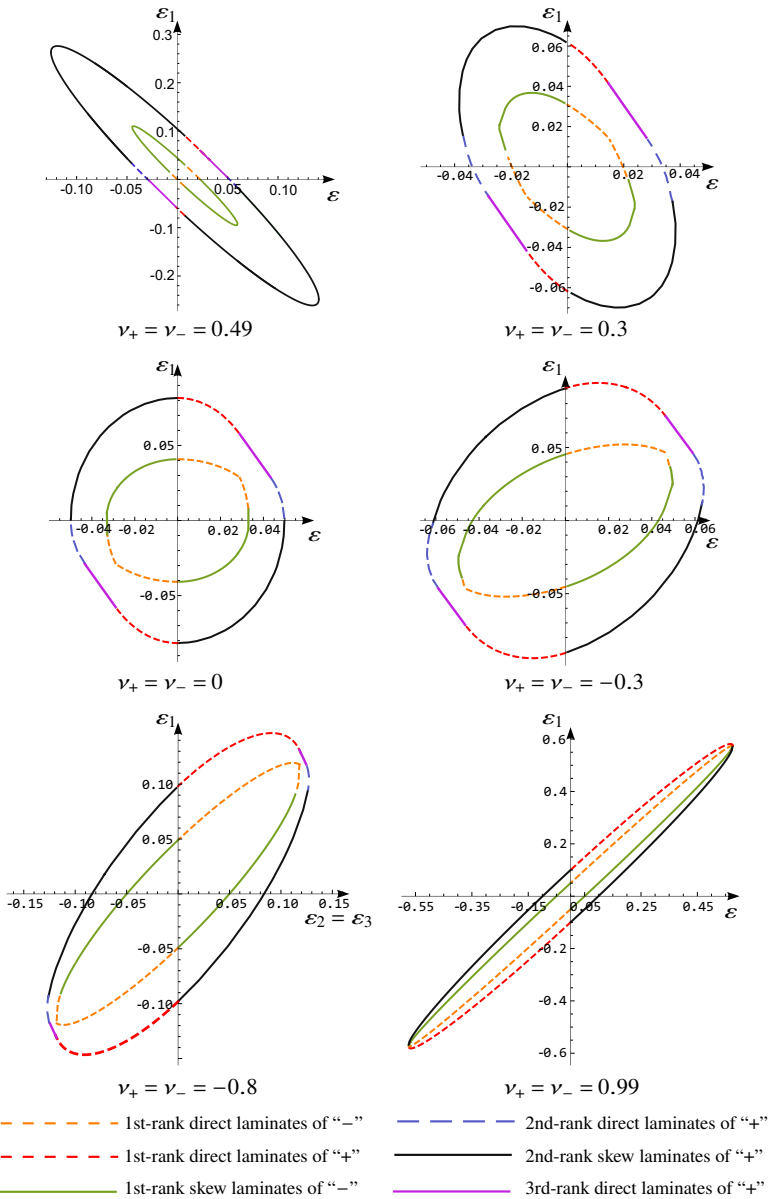 ε₁
0.3
0.2
0.1
-0.10 -0.05 0.05 0.10
ε
-0.1
-0.2
ν₊ = ν₋ = 0.49
ε₁
0.06
0.04
0.02
-0.04 -0.02 0.02 0.04
ε
-0.02
-0.04
-0.06
ν₊ = ν₋ = 0.3
ε₁
0.05
-0.04 -0.02 0.02 0.04
ε
-0.05
ν₊ = ν₋ = 0
ε₁
0.05
-0.06 -0.04 -0.02 0.02 0.04 0.06
ε
-0.05
ν₊ = ν₋ = −0.3
ε₁
0.10
0.05
-0.15 -0.10 -0.05 0.05 0.10 0.15
ε₂ = ε₃
-0.05
-0.10
ν₊ = ν₋ = −0.8
ε₁
0.6
0.4
0.2
-0.55 -0.35 -0.15 0.05 0.25 0.45
ε
-0.2
-0.4
-0.6
ν₊ = ν₋ = 0.99
1st-rank direct laminates of “−”
2nd-rank direct laminates of “+”
1st-rank direct laminates of “+”
2nd-rank skew laminates of “+”
1st-rank skew laminates of “−”
3rd-rank direct laminates of “+”